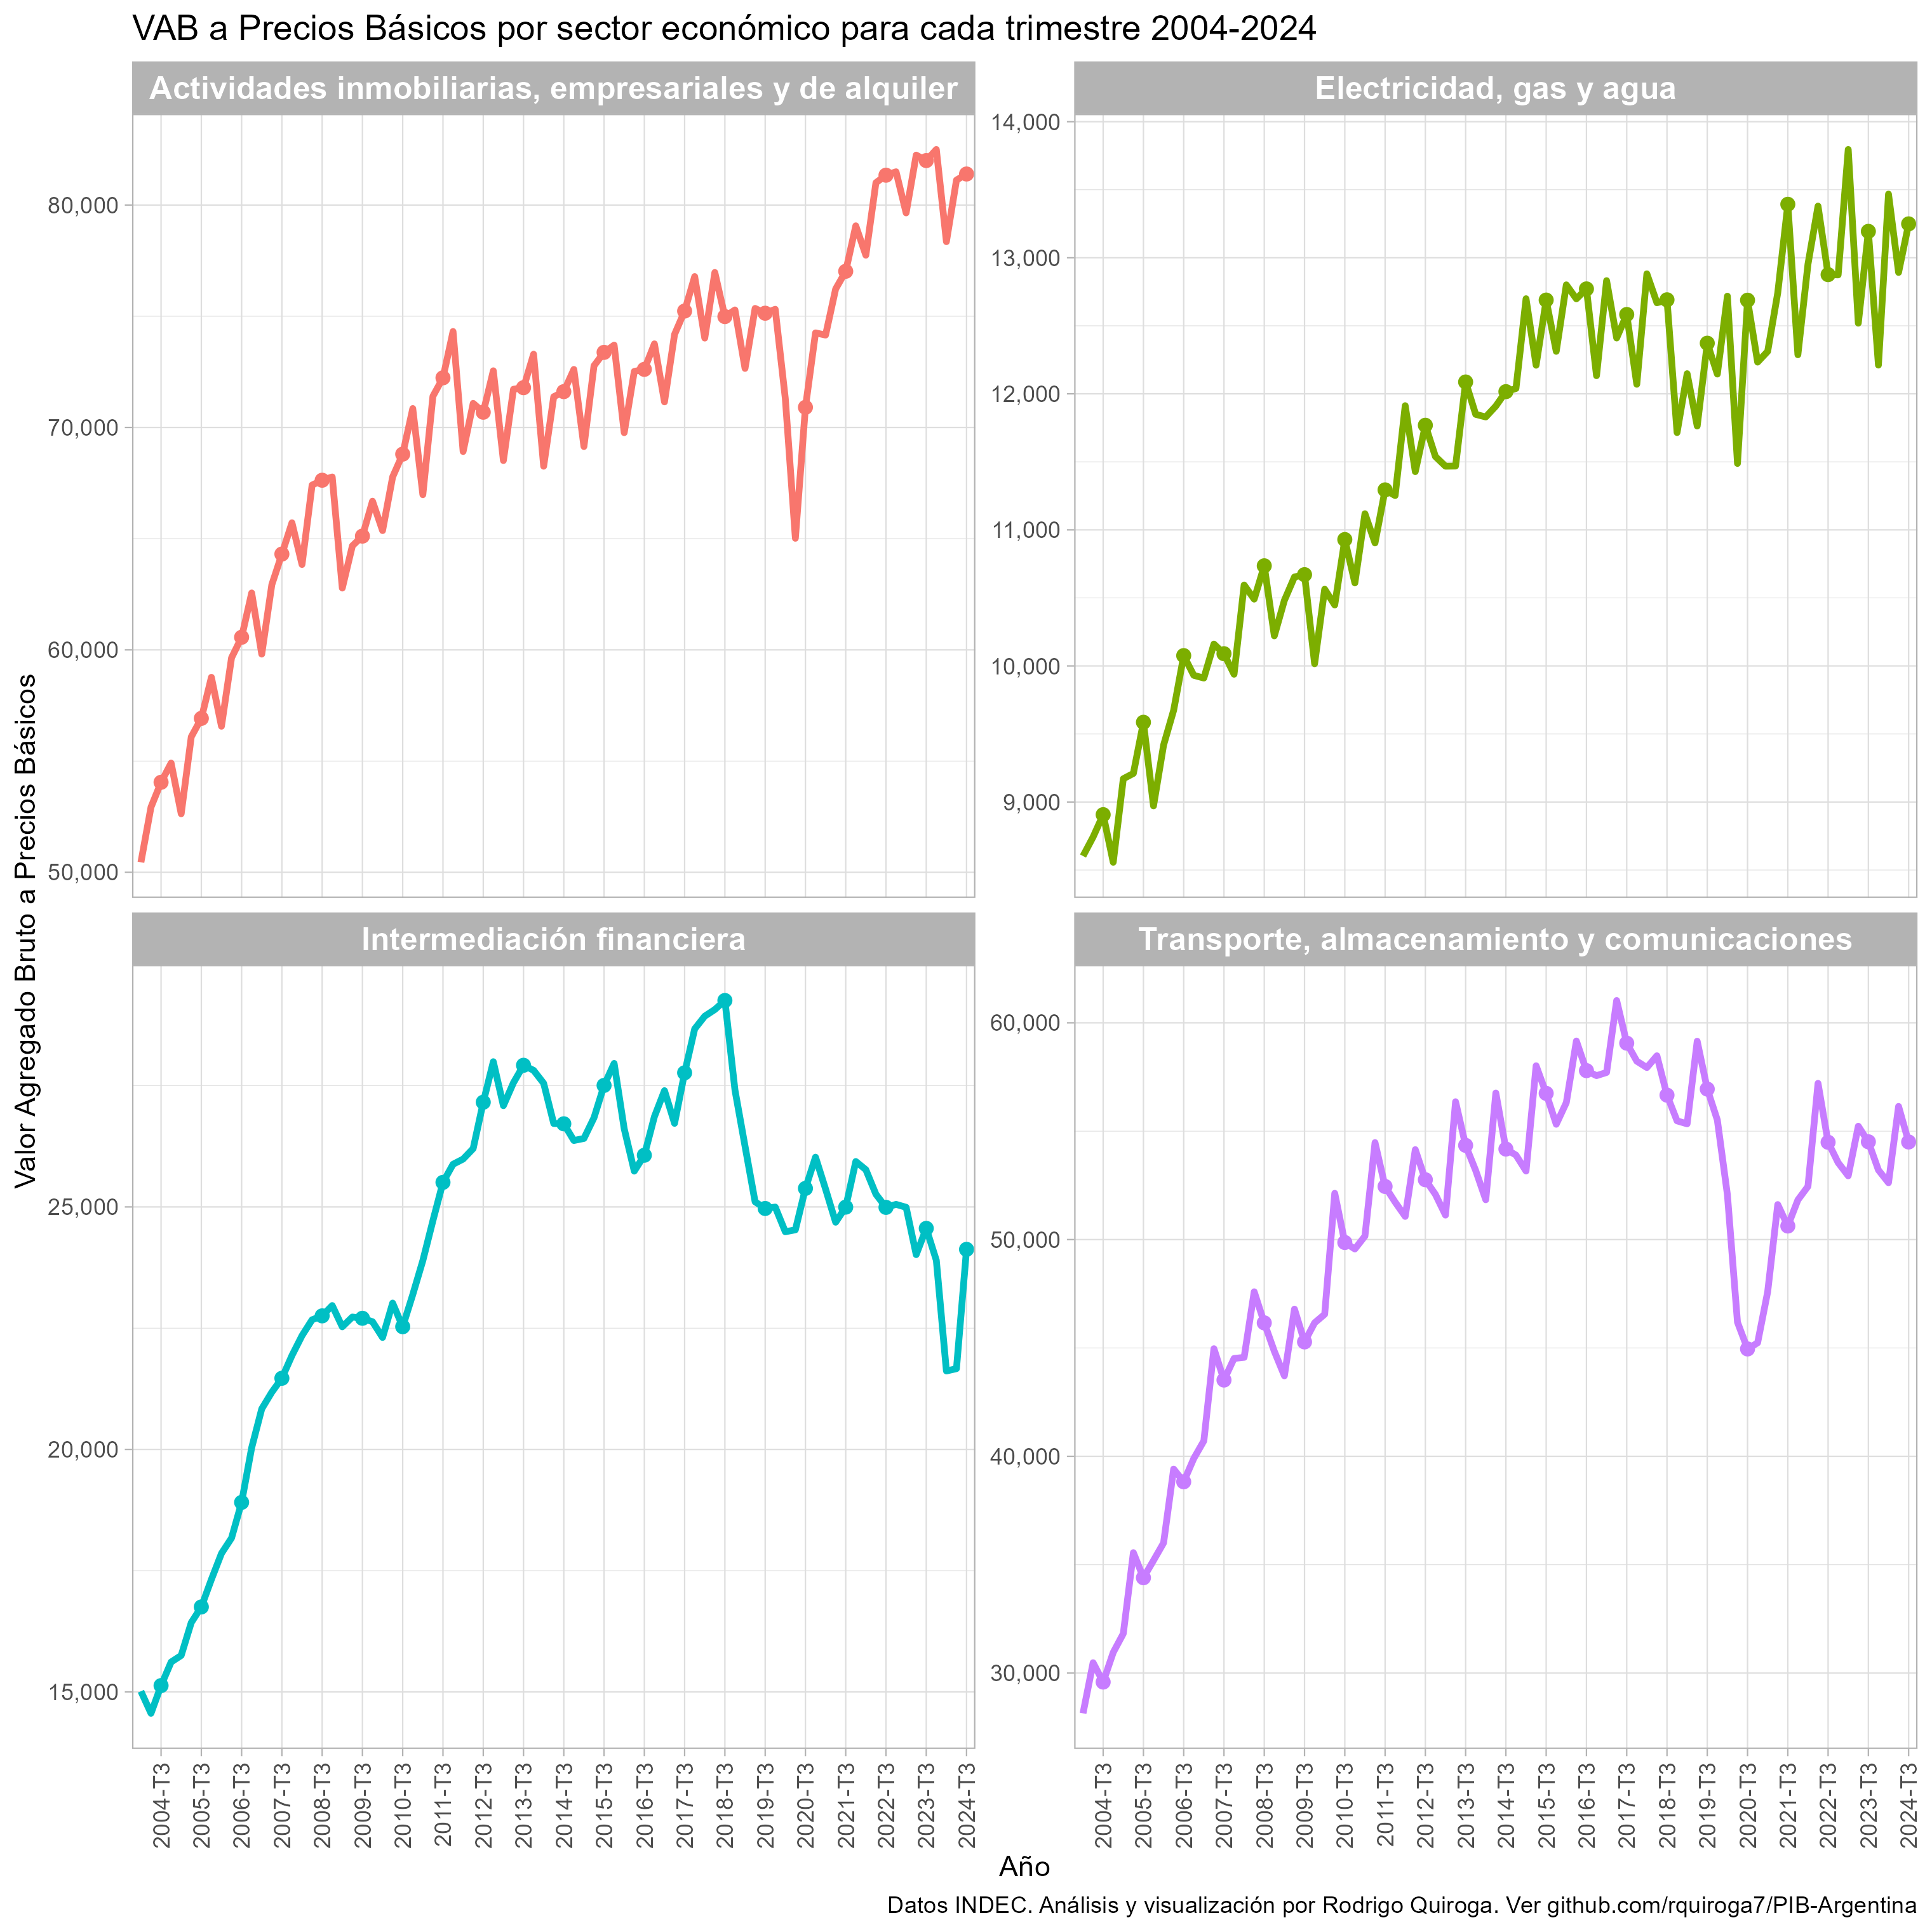 VAB a Precios Básicos por sector económico para cada trimestre 2004-2024
Valor Agregado Bruto a Precios Básicos
Actividades inmobiliarias, empresariales y de alquiler
80,000
70,000
60,000
50,000
Electricidad, gas y agua
14,000
13,000
12,000
11,000
10,000
9,000
Intermediación financiera
25,000
20,000
15,000
2004-T3
2005-T3
2006-T3
2007-T3
2008-T3
2009-T3
2010-T3
2011-T3
2012-T3
2013-T3
2014-T3
2015-T3
2016-T3
2017-T3
2018-T3
2019-T3
2020-T3
2021-T3
2022-T3
2023-T3
2024-T3
Transporte, almacenamiento y comunicaciones
60,000
50,000
40,000
30,000
2004-T3
2005-T3
2006-T3
2007-T3
2008-T3
2009-T3
2010-T3
2011-T3
2012-T3
2013-T3
2014-T3
2015-T3
2016-T3
2017-T3
2018-T3
2019-T3
2020-T3
2021-T3
2022-T3
2023-T3
2024-T3
Año
Datos INDEC. Análisis y visualización por Rodrigo Quiroga. Ver github.com/rquiroga7/PIB-Argentina